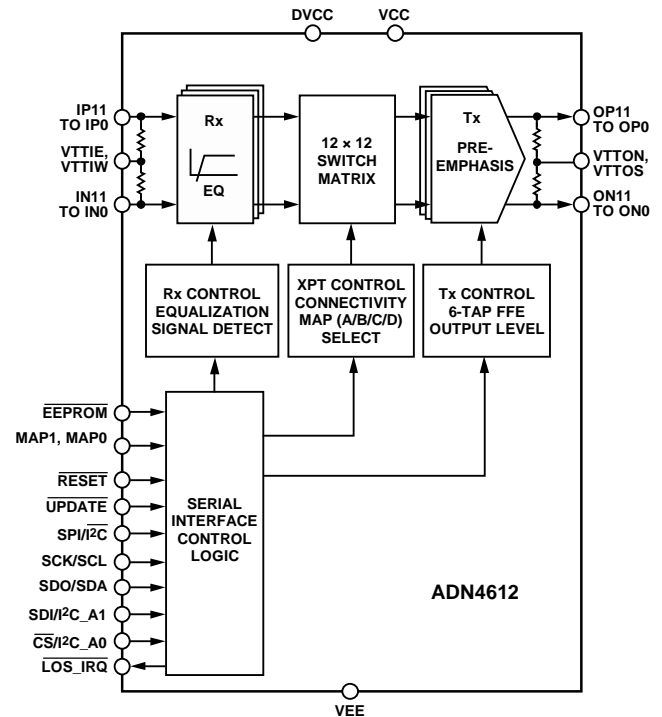 DVCC
VCC
IP11
TO IP0
VTTIE,
VTTIW
IN11
TO IN0
Rx
EQ
12 × 12
SWITCH
MATRIX
Tx
PRE-
EMPHASIS
OP11
TO OP0
VTTON,
VTTOS
ON11
TO ON0
Rx CONTROL
EQUALIZATION
SIGNAL DETECT
XPT CONTROL
CONNECTIVITY
MAP (A/B/C/D)
SELECT
Tx CONTROL
6-TAP FFE
OUTPUT LEVEL
EEPROM
MAP1, MAP0
RESET
UPDATE
SPI/I²C
SCK/SCL
SDO/SDA
SDI/I²C_A1
CS/I²C_A0
LOS_IRQ
SERIAL
INTERFACE
CONTROL
LOGIC
ADN4612
VEE